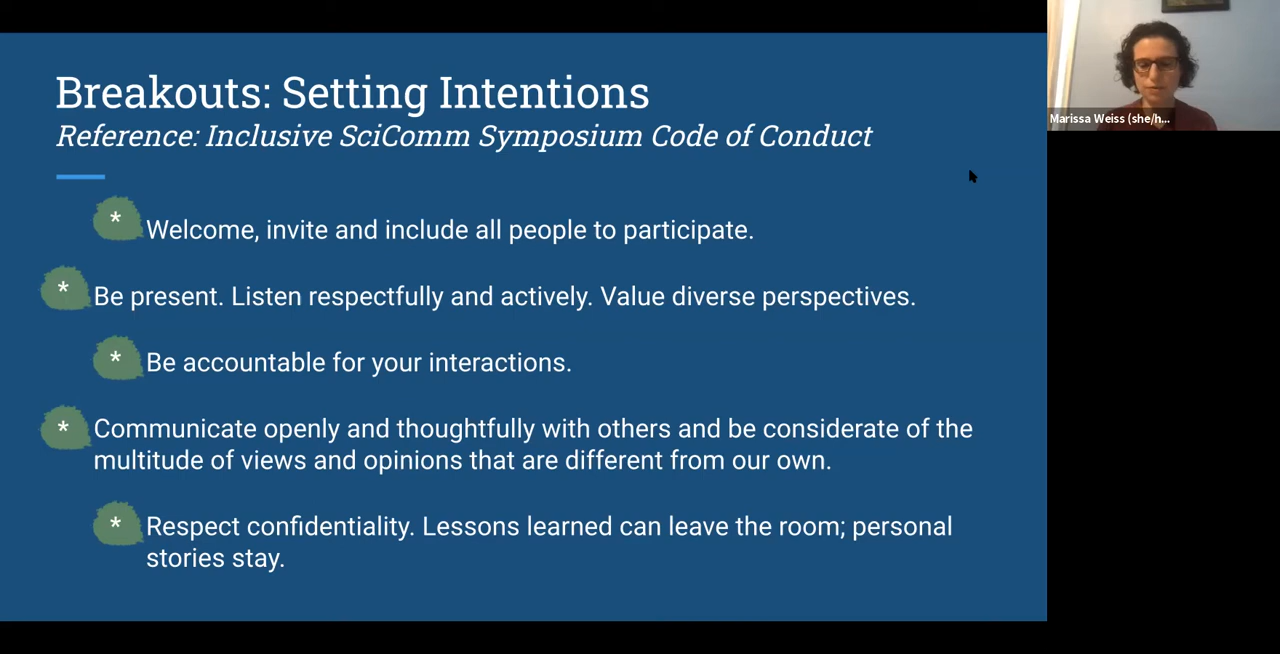 Breakouts: Setting Intentions
Reference: Inclusive SciComm Symposium Code of Conduct
* Welcome, invite and include all people to participate.
* Be present. Listen respectfully and actively. Value diverse perspectives.
* Be accountable for your interactions.
* Communicate openly and thoughtfully with others and be considerate of the
multitude of views and opinions that are different from our own.
* Respect confidentiality. Lessons learned can leave the room; personal
stories stay.
Marissa Weiss (she/h...